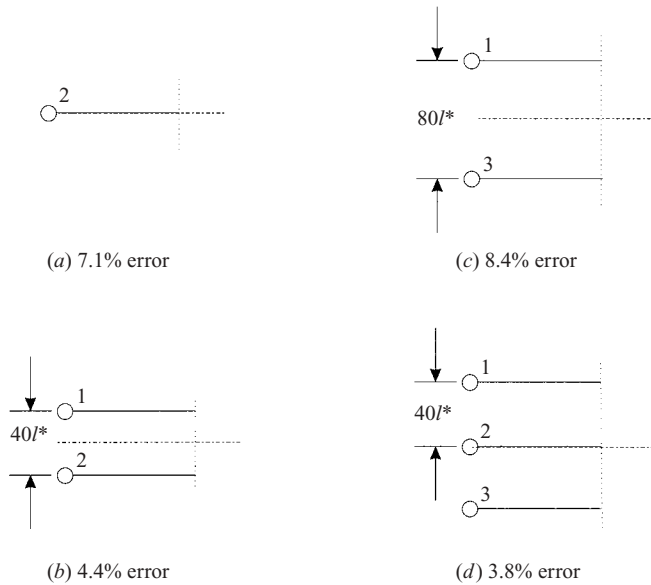 2
(a) 7.1% error
1
80l*
3
(c) 8.4% error
1
40l*
2
(b) 4.4% error
1
40l*
2
3
(d) 3.8% error